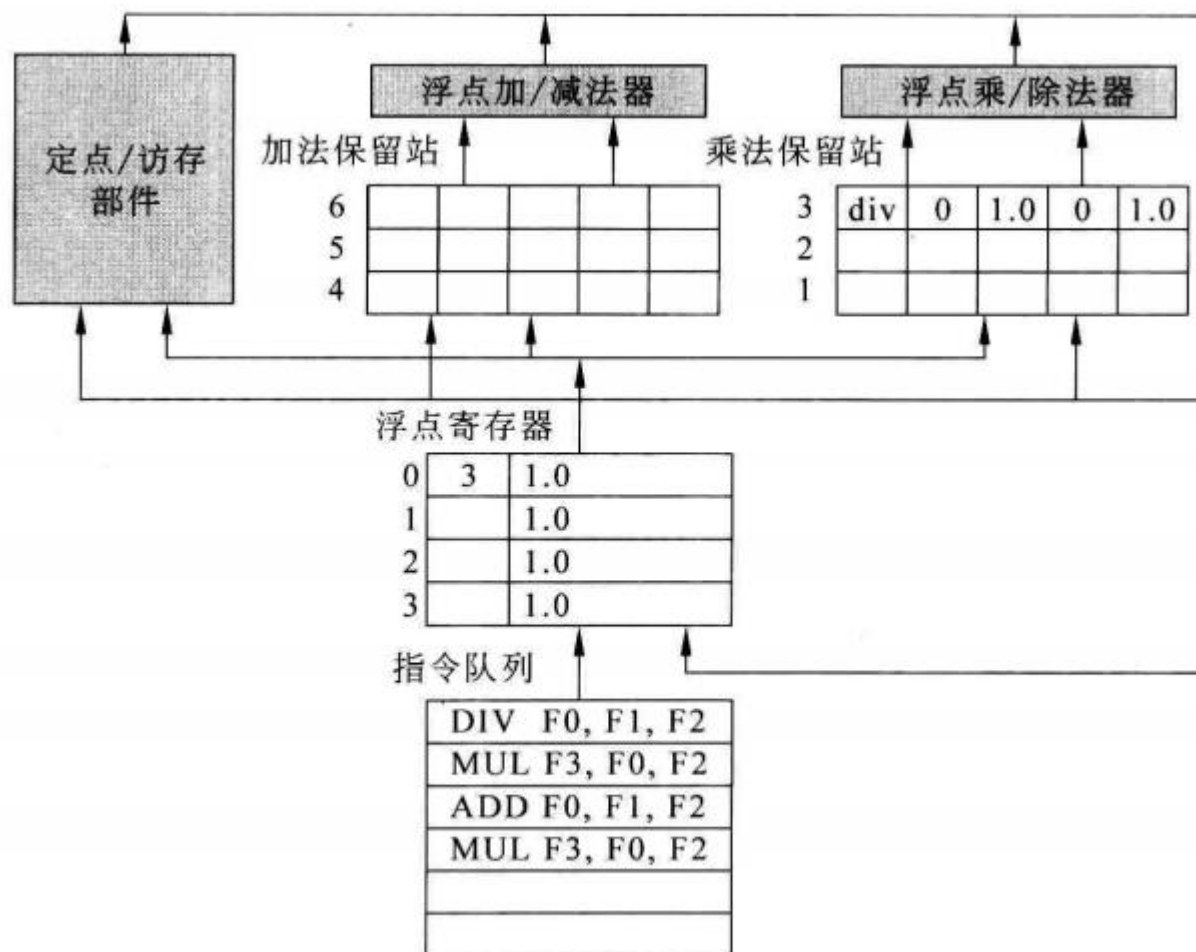 浮点加/减法器
浮点乘/除法器
定点/访存
部件
加法保留站
乘法保留站
6
5
4
3 div 0 1.0 0 1.0
2
1
浮点寄存器
0 3 1.0
1 1.0
2 1.0
3 1.0
指令队列
DIV F0, F1, F2
MUL F3, F0, F2
ADD F0, F1, F2
MUL F3, F0, F2